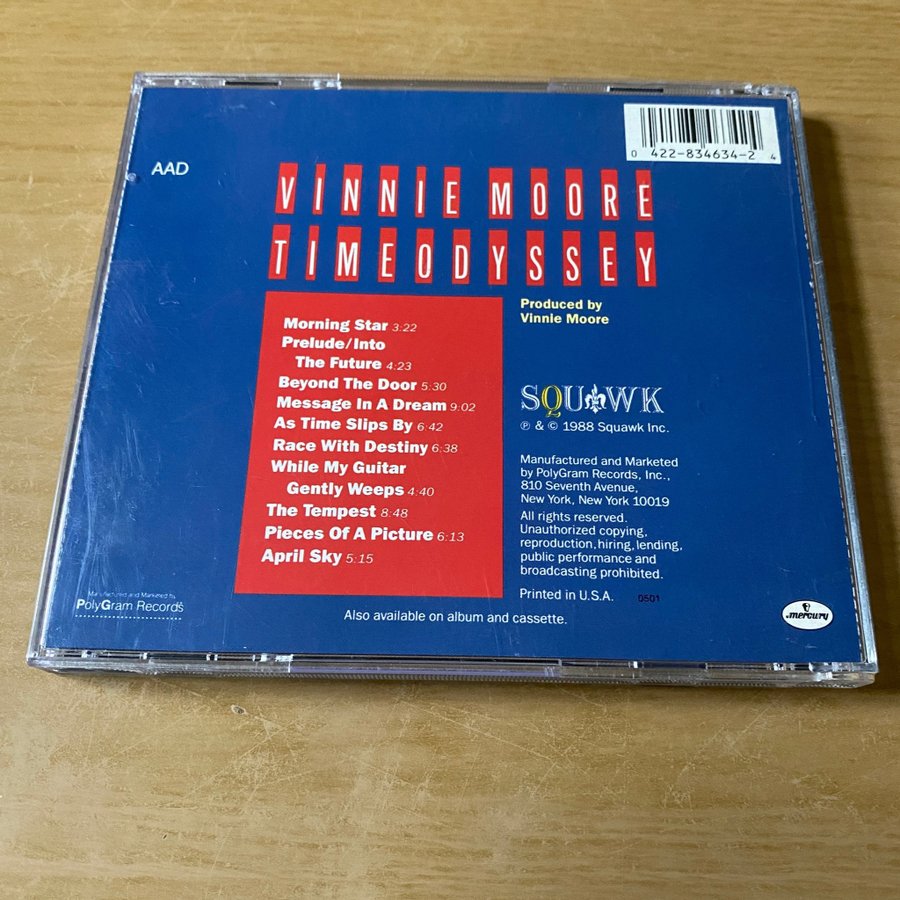 AAD
0 422-834634-2 4
VINNIE MOORE
TIMEODYSSEY
Morning Star 3:22
Prelude/Into
The Future 4:23
Beyond The Door 5:30
Message In A Dream 9:02
As Time Slips By 6:42
Race With Destiny 6:38
While My Guitar
Gently Weeps 4:40
The Tempest 8:48
Pieces Of A Picture 6:13
April Sky 5:15
Produced by
Vinnie Moore
SQUAWK
℗ & © 1988 Squawk Inc.
Manufactured and Marketed
by PolyGram Records, Inc.,
810 Seventh Avenue,
New York, New York 10019
All rights reserved.
Unauthorized copying,
reproduction, hiring, lending,
public performance and
broadcasting prohibited.
Printed in U.S.A. 0501
Manufactured and Marketed by
PolyGram Records
Also available on album and cassette.
mercury